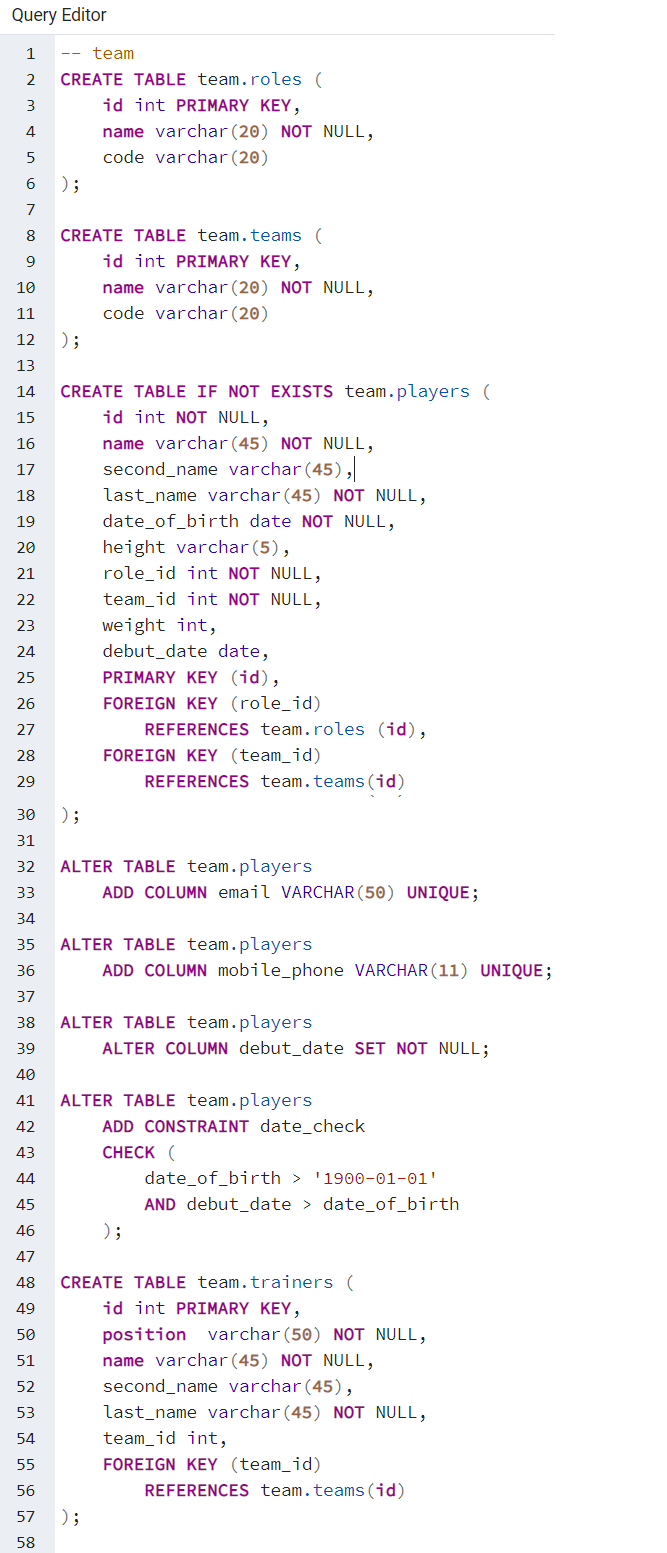 Query Editor
1 -- team
2 CREATE TABLE team.roles (
3     id int PRIMARY KEY,
4     name varchar(20) NOT NULL,
5     code varchar(20)
6 );
7
8 CREATE TABLE team.teams (
9     id int PRIMARY KEY,
10     name varchar(20) NOT NULL,
11     code varchar(20)
12 );
13
14 CREATE TABLE IF NOT EXISTS team.players (
15     id int NOT NULL,
16     name varchar(45) NOT NULL,
17     second_name varchar(45),
18     last_name varchar(45) NOT NULL,
19     date_of_birth date NOT NULL,
20     height varchar(5),
21     role_id int NOT NULL,
22     team_id int NOT NULL,
23     weight int,
24     debut_date date,
25     PRIMARY KEY (id),
26     FOREIGN KEY (role_id)
27         REFERENCES team.roles (id),
28     FOREIGN KEY (team_id)
29         REFERENCES team.teams(id)
30 );
31
32 ALTER TABLE team.players
33     ADD COLUMN email VARCHAR(50) UNIQUE;
34
35 ALTER TABLE team.players
36     ADD COLUMN mobile_phone VARCHAR(11) UNIQUE;
37
38 ALTER TABLE team.players
39     ALTER COLUMN debut_date SET NOT NULL;
40
41 ALTER TABLE team.players
42     ADD CONSTRAINT date_check
43     CHECK (
44         date_of_birth > '1900-01-01'
45         AND debut_date > date_of_birth
46     );
47
48 CREATE TABLE team.trainers (
49     id int PRIMARY KEY,
50     position  varchar(50) NOT NULL,
51     name varchar(45) NOT NULL,
52     second_name varchar(45),
53     last_name varchar(45) NOT NULL,
54     team_id int,
55     FOREIGN KEY (team_id)
56         REFERENCES team.teams(id)
57 );
58